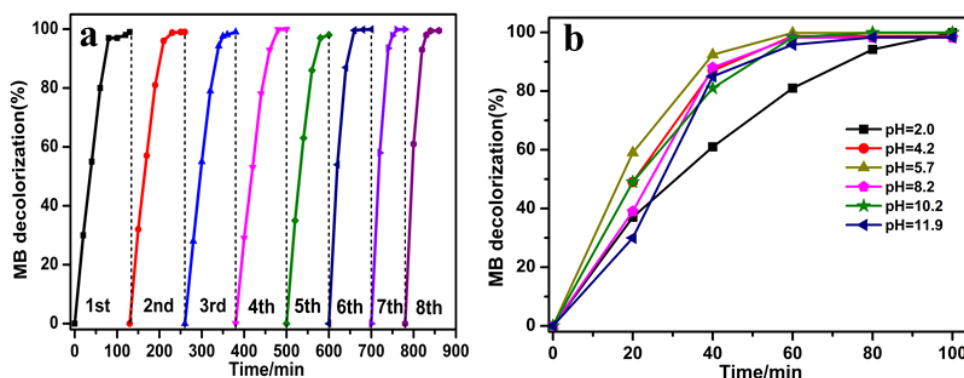 a
MB decolorization(%)
100
80
60
40
20
0
1st 2nd 3rd 4th 5th 6th 7th 8th
0 100 200 300 400 500 600 700 800 900
Time/min
b
MB decolorization(%)
100
80
60
40
20
0
pH=2.0
pH=4.2
pH=5.7
pH=8.2
pH=10.2
pH=11.9
0 20 40 60 80 100
Time/min